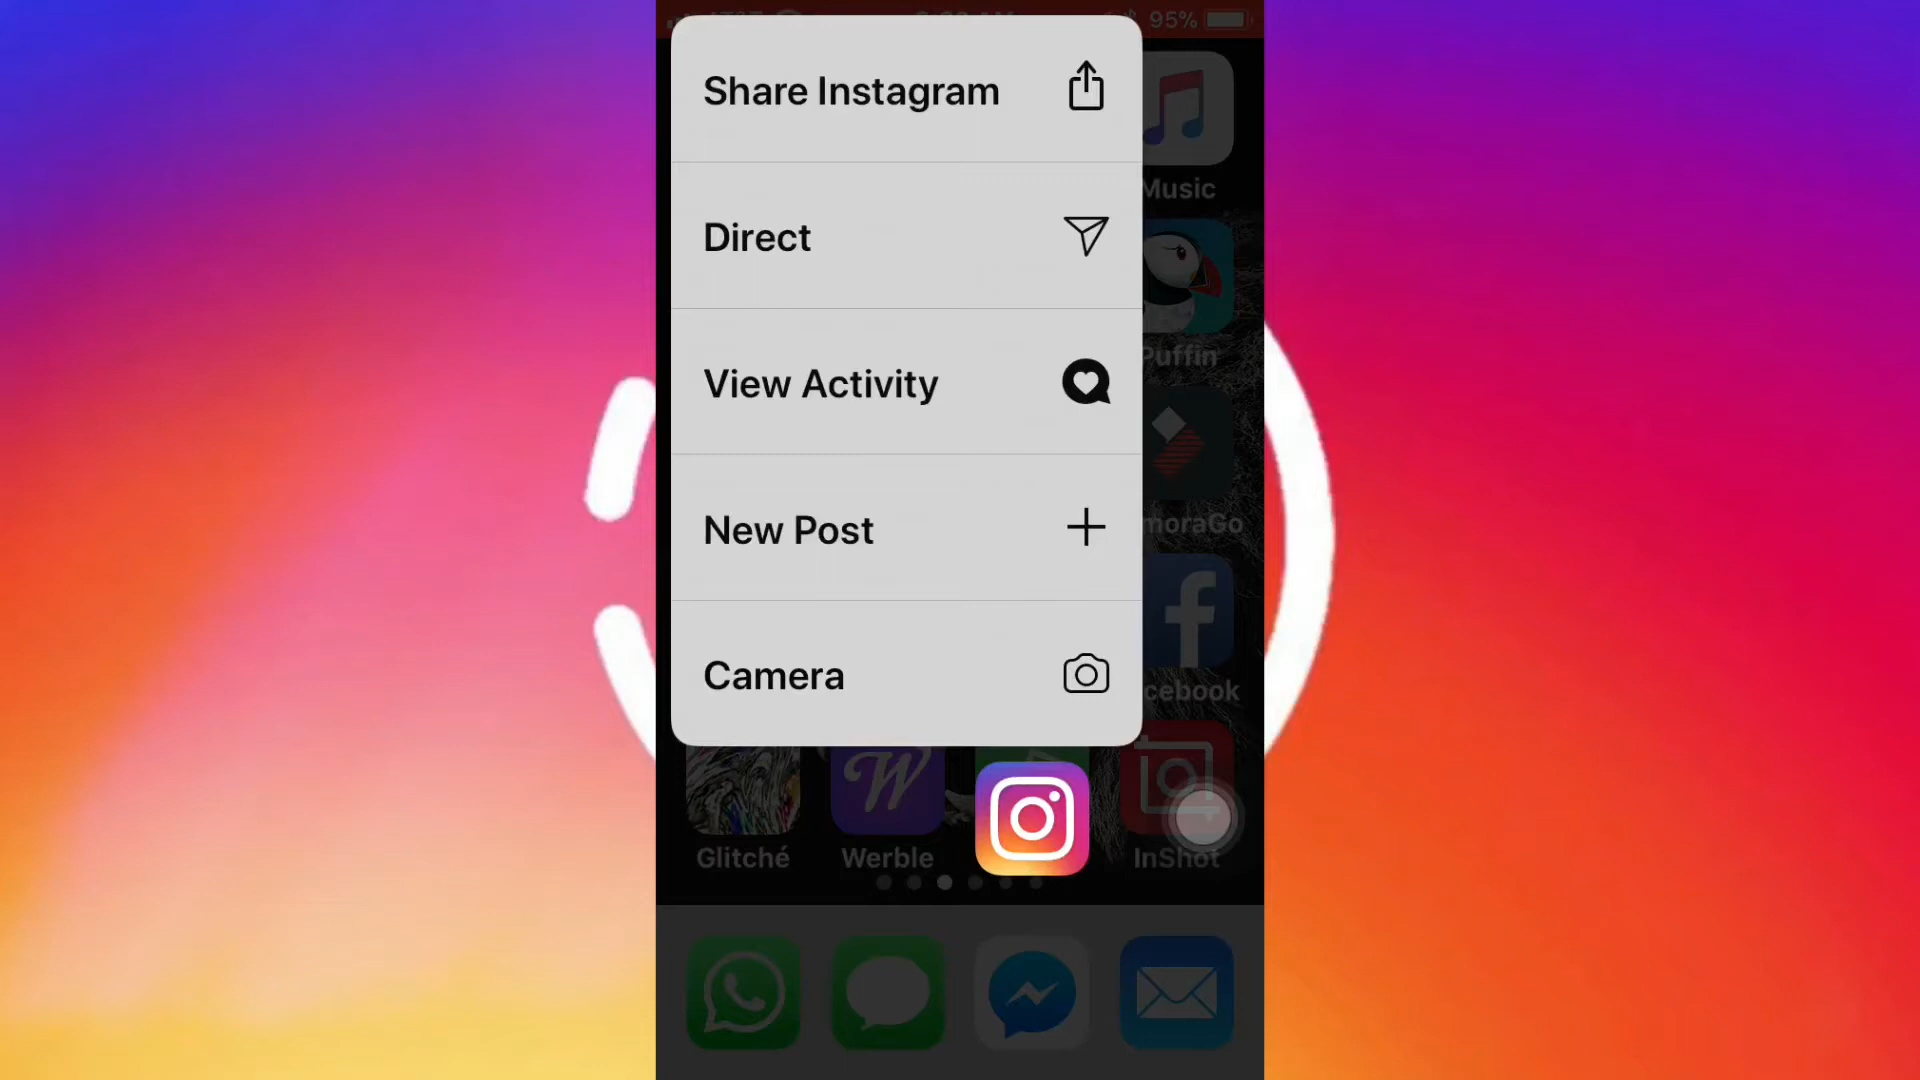 95%
Share Instagram
Music
Direct
Puffin
View Activity
moraGo
New Post
cebook
Camera
Glitché
Werble
InShot